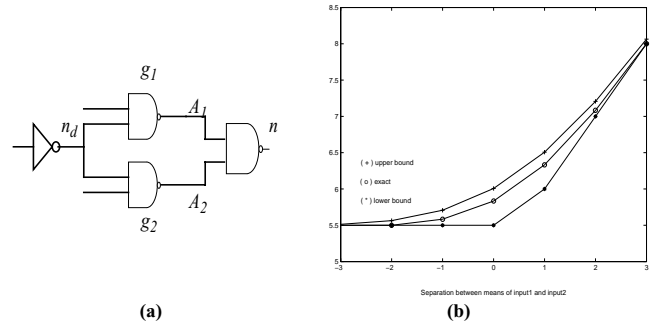 g1
nd
A1
n
A2
g2
(a)
8.5
8
7.5
7
6.5
6
5.5
5
( + ) upper bound
( o ) exact
( * ) lower bound
-3 -2 -1 0 1 2 3
Separation between means of input1 and input2
(b)